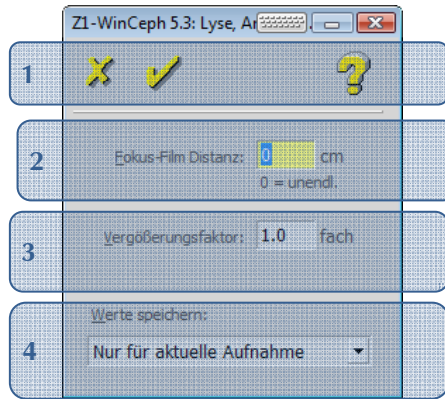 Z1-WinCeph 5.3: Lyse,
1
2
Fokus-Film Distanz: 0 cm
0 = unendl.
3
Vergößerungsfaktor: 1.0 fach
Werte speichern:
4
Nur für aktuelle Aufnahme